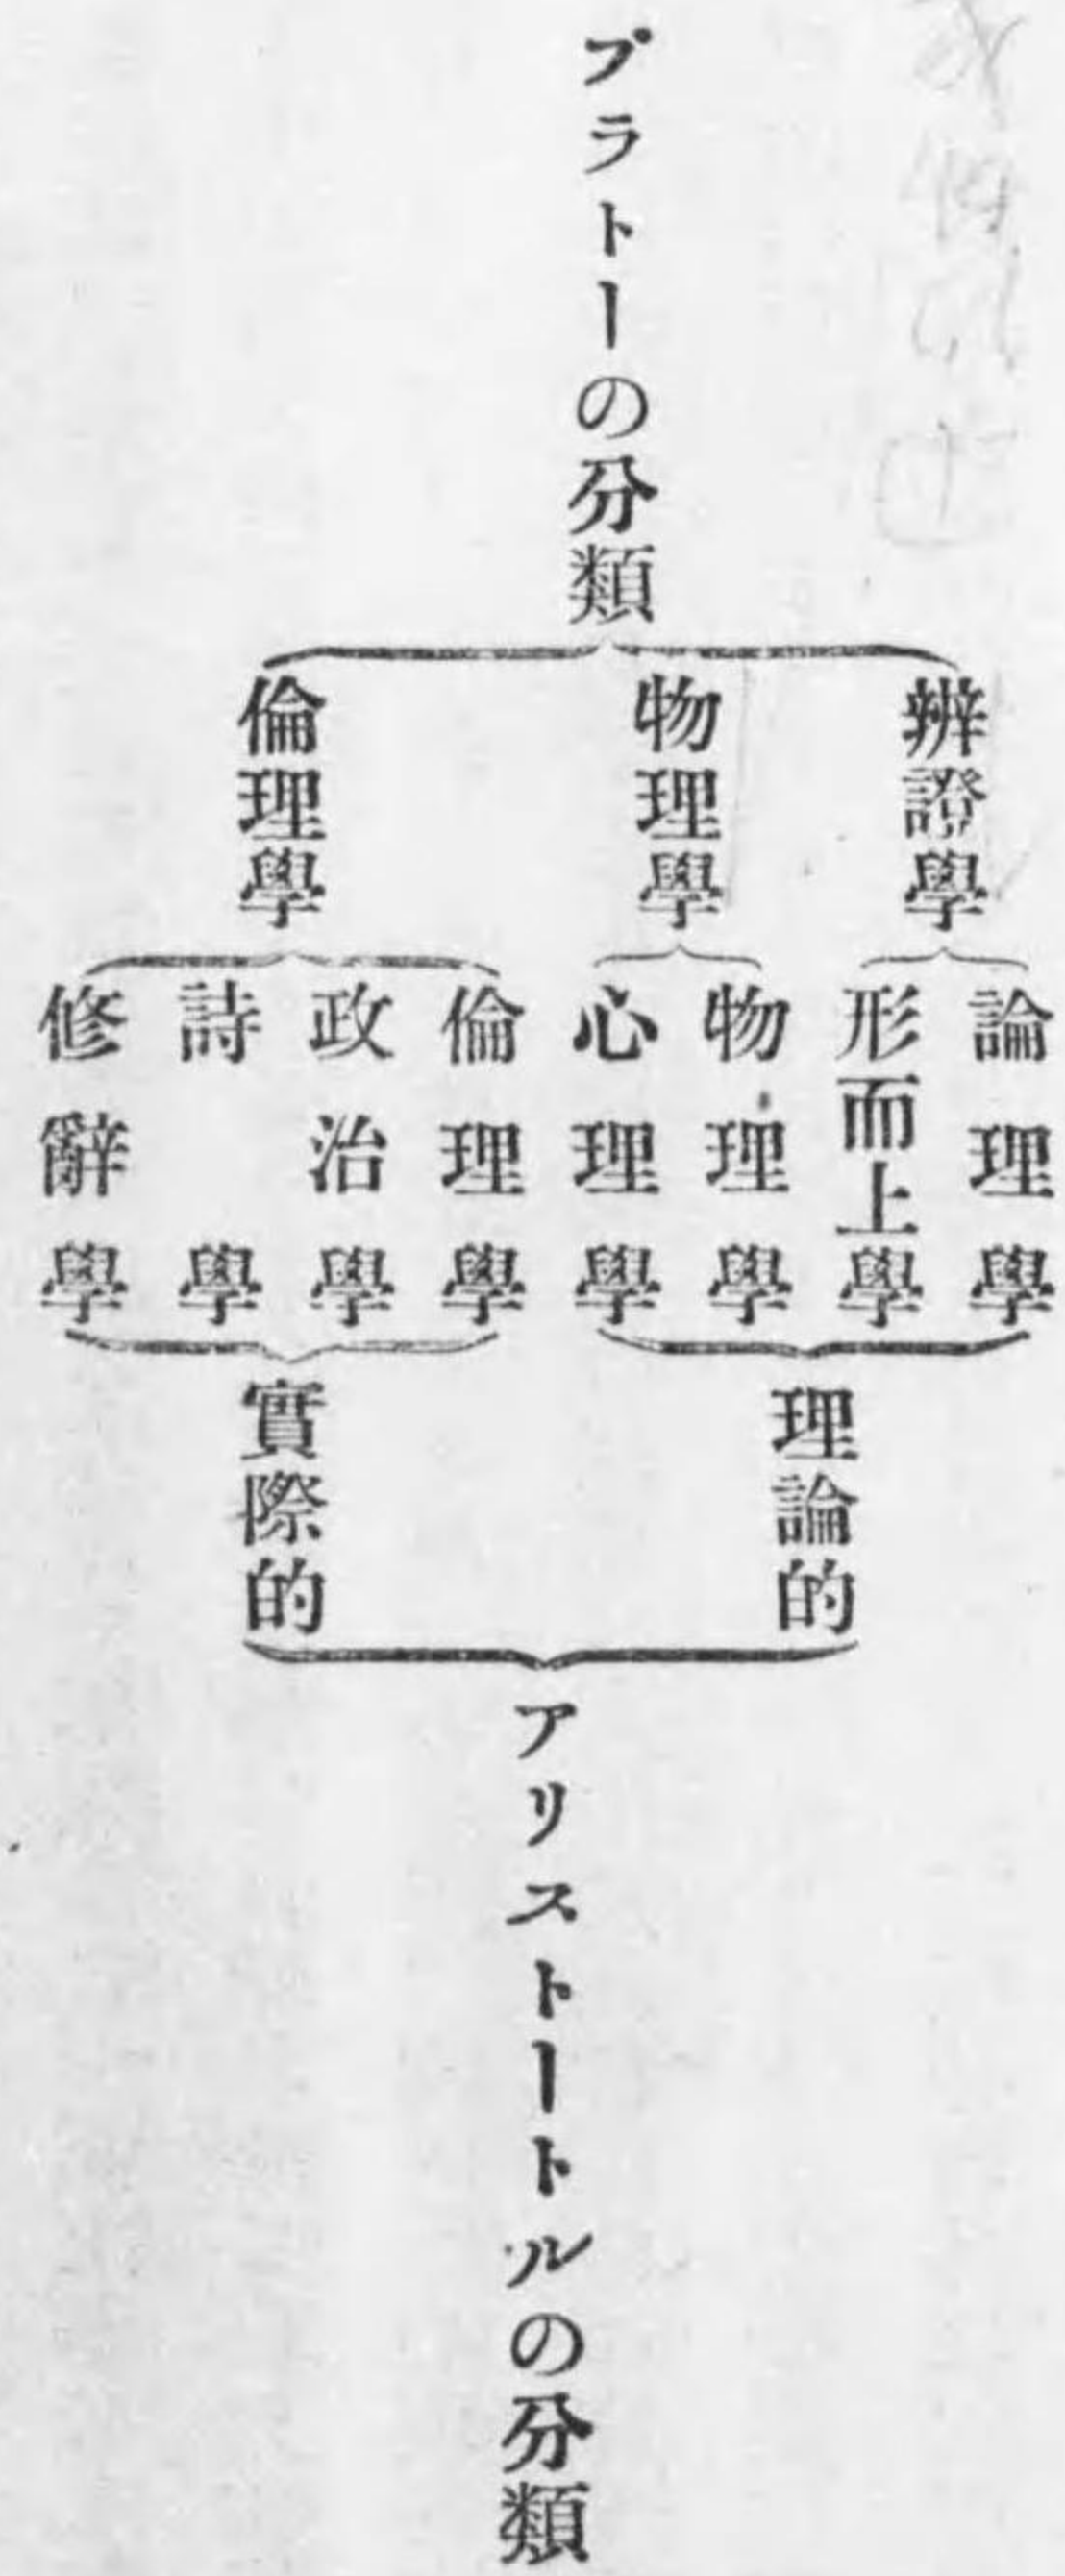 プラトーの分類
辨證學
物理學
倫理學
論理學
形而上學
物理學
心理學
倫理學
政治學
詩學
修辭學
理論的
實際的
アリストートルの分類